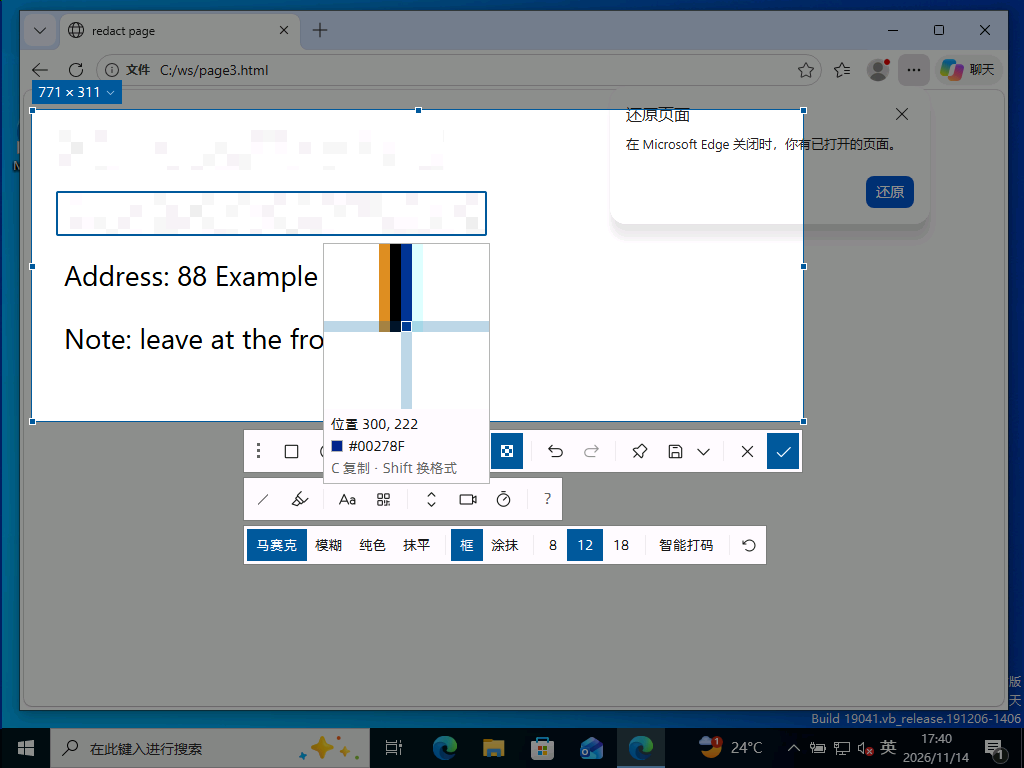 redact page
文件 C:/ws/page3.html
聊天
771 × 311
还原页面
在 Microsoft Edge 关闭时，你有已打开的页面。
还原
Address: 88 Example
Note: leave at the fro
位置 300, 222
#00278F
C 复制 · Shift 换格式
Aa
?
马赛克 模糊 纯色 抹平 框 涂抹 8 12 18 智能打码
版
天
Build 19041.vb_release.191206-1406
在此键入进行搜索
1
24°C
英
17:40
2026/11/14
1